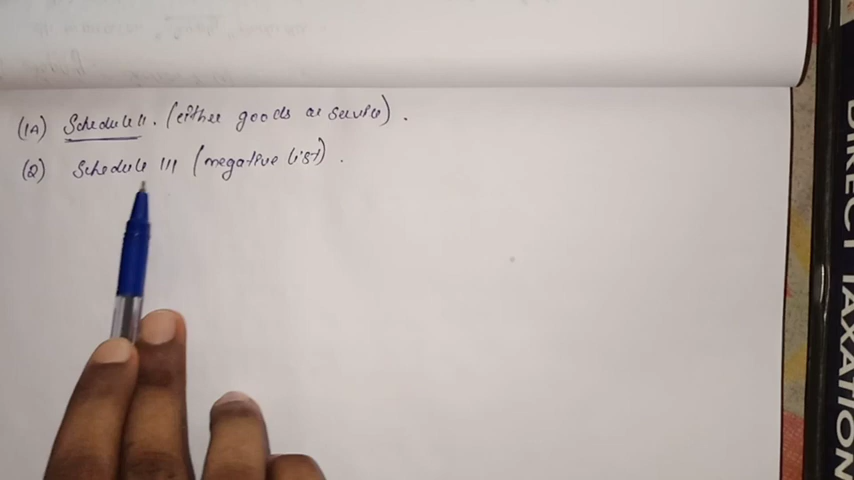 (1A) Schedule II. (either goods or service).
(2) Schedule III (negative list).
DIRECT TAXATION